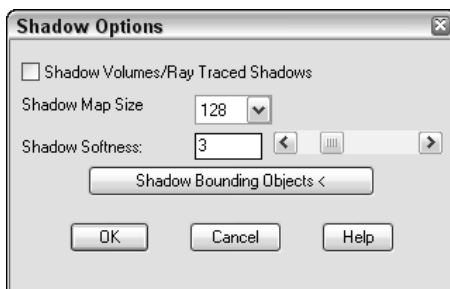 Shadow Options
Shadow Volumes/Ray Traced Shadows
Shadow Map Size 128
Shadow Softness: 3
Shadow Bounding Objects <
OK Cancel Help